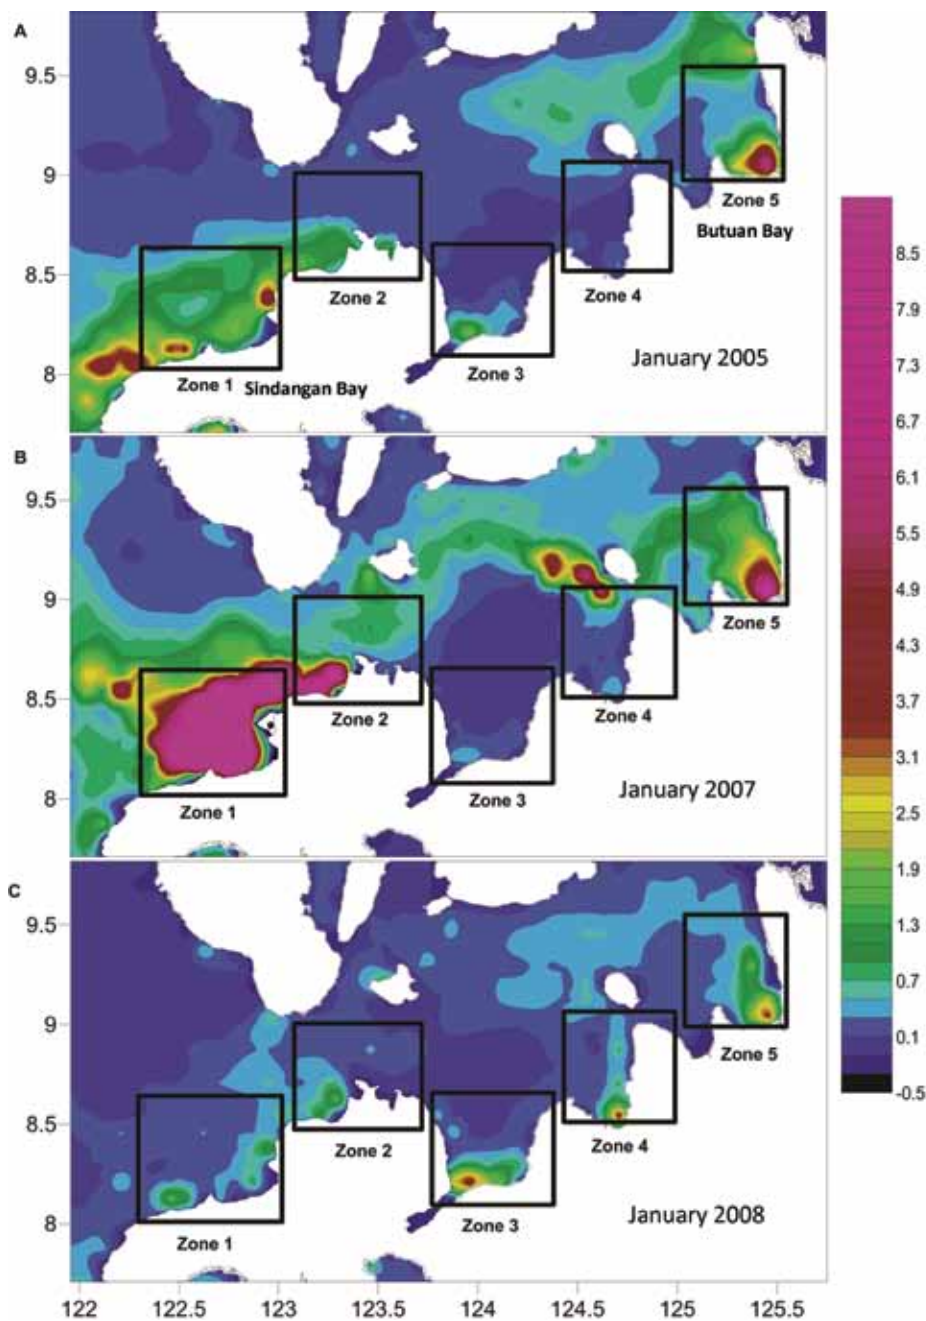 A
9.5
9
8.5
8
Zone 5
Butuan Bay
Zone 4
Zone 2
Zone 3
Zone 1
Sindangan Bay
January 2005
B
9.5
9
8.5
8
Zone 5
Zone 4
Zone 2
Zone 3
Zone 1
January 2007
C
9.5
9
8.5
8
Zone 5
Zone 4
Zone 2
Zone 3
Zone 1
January 2008
122 122.5 123 123.5 124 124.5 125 125.5
8.5
7.9
7.3
6.7
6.1
5.5
4.9
4.3
3.7
3.1
2.5
1.9
1.3
0.7
0.1
-0.5